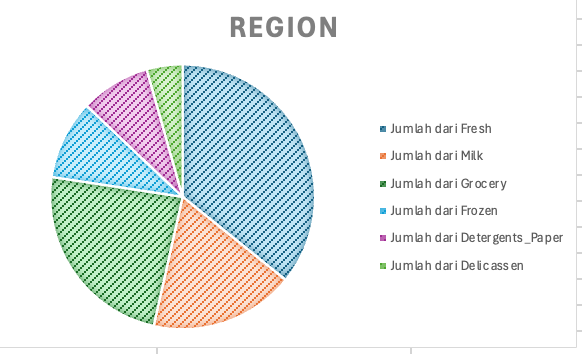 REGION
Jumlah dari Fresh
Jumlah dari Milk
Jumlah dari Grocery
Jumlah dari Frozen
Jumlah dari Detergents_Paper
Jumlah dari Delicassen